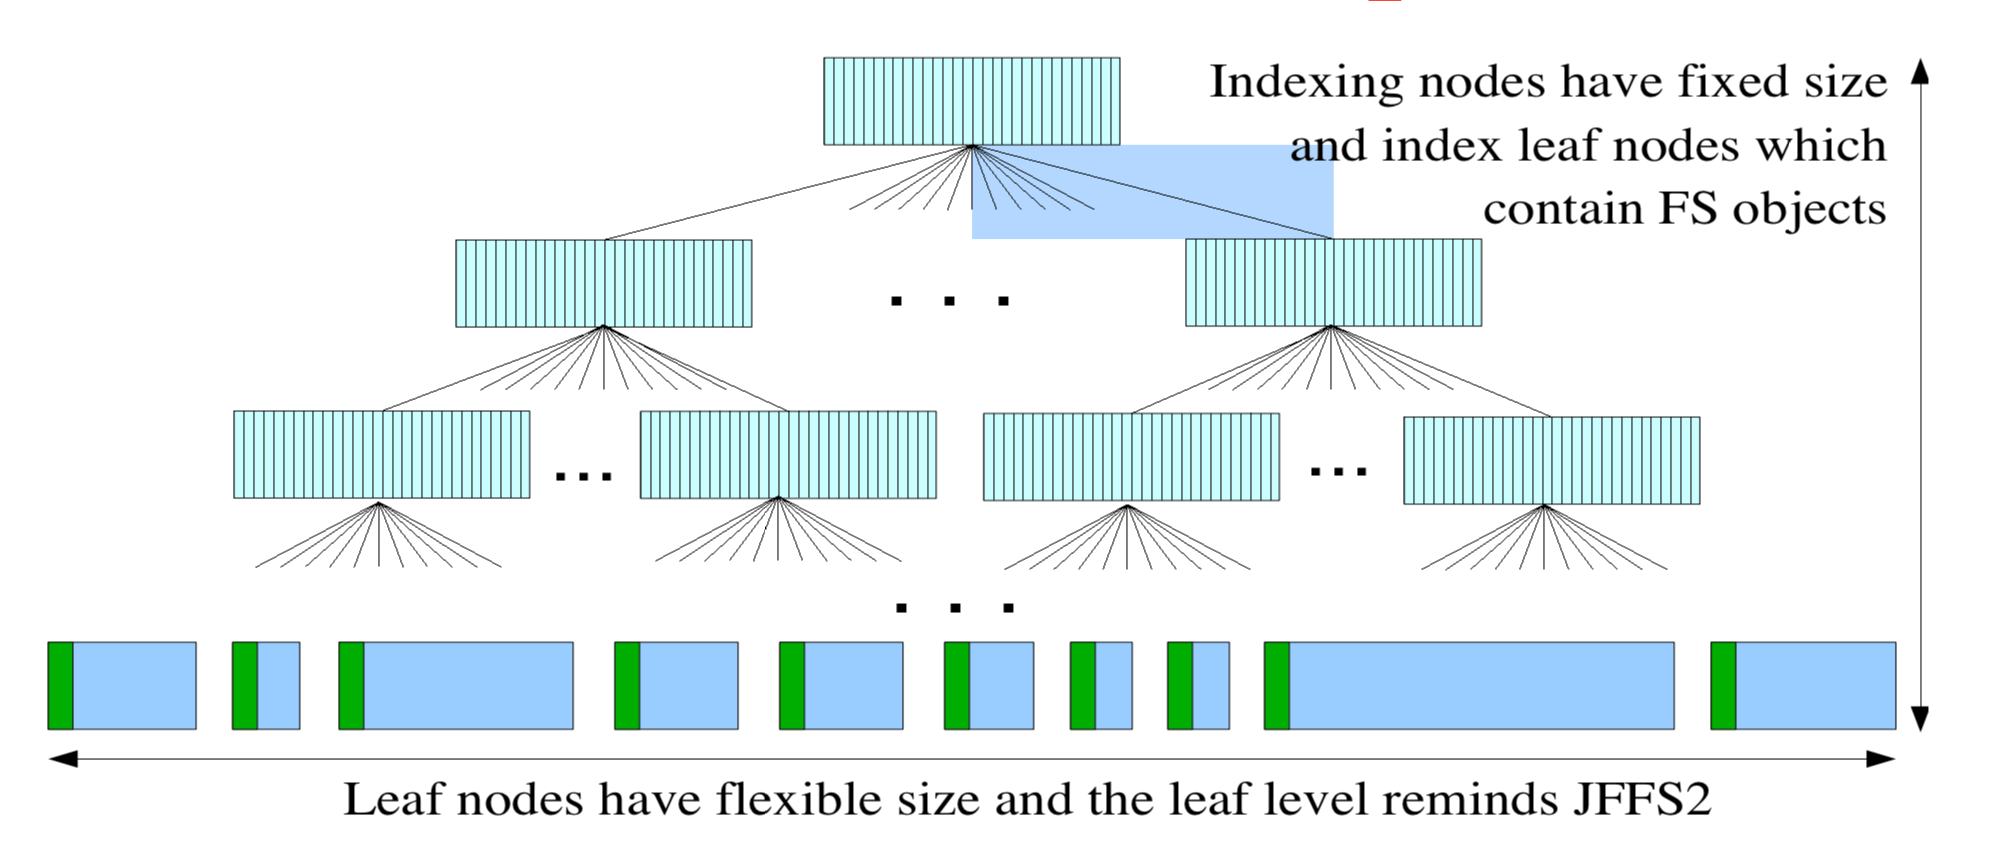 Indexing nodes have fixed size
and index leaf nodes which
contain FS objects
. . .
...
...
. . .
Leaf nodes have flexible size and the leaf level reminds JFFS2